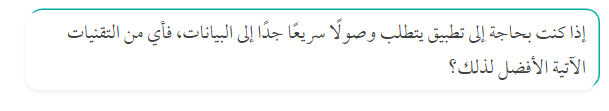 إذا كنت بحاجة إلى تطبيق يتطلب وصولًا سريعًا جدًا إلى البيانات، فأي من التقنيات
الآتية الأفضل لذلك؟